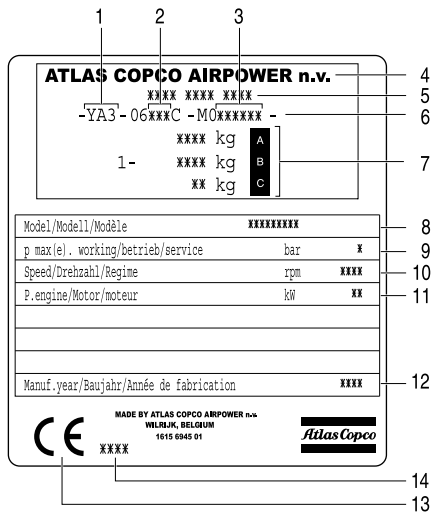 1 2 3
ATLAS COPCO AIRPOWER n.v. 4
**** **** **** 5
-YA3-06***C -M0****** - 6
**** kg A
1- **** kg B 7
** kg C
Model/Modell/Modèle ********* 8
p max(e). working/betrieb/service bar * 9
Speed/Drehzahl/Regime rpm **** 10
P.engine/Motor/moteur kW ** 11
Manuf.year/Baujahr/Année de fabrication **** 12
MADE BY ATLAS COPCO AIRPOWER n.v.
WILRIJK, BELGIUM
1615 6945 01
CE **** Atlas Copco
14
13